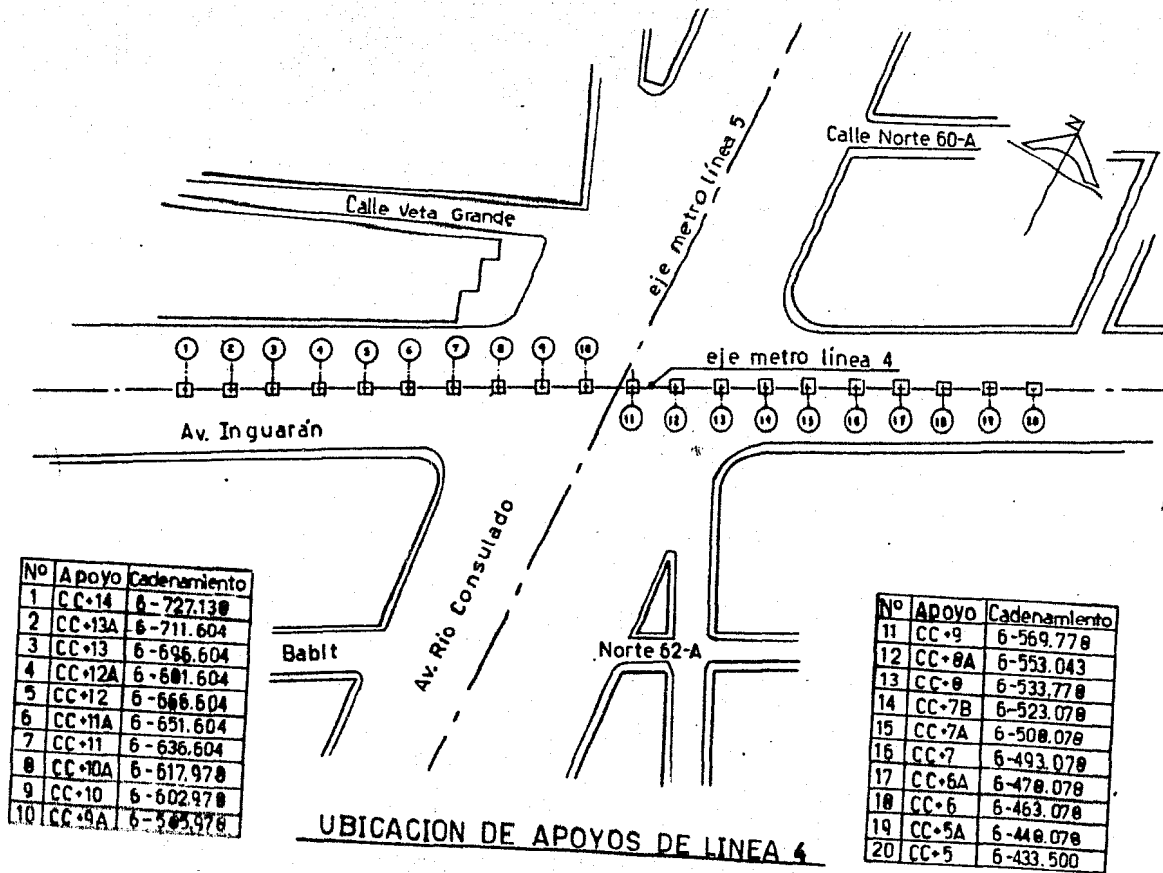 Calle Norte 60-A
N
eje metro línea 5
Calle Veta Grande
1 2 3 4 5 6 7 8 9 10
eje metro línea 4
11 12 13 14 15 16 17 18 19 20
Av. Inguarán
Av. Rio Consulado
Nº Apoyo Cadenamiento
1 CC+14 6-727.138
2 CC+13A 6-711.604
3 CC+13 6-696.604
4 CC+12A 6-681.604
5 CC+12 6-666.604
6 CC+11A 6-651.604
7 CC+11 6-636.604
8 CC+10A 6-617.978
9 CC+10 6-602.978
10 CC+9A
Babit
Norte 62-A
Nº Apoyo Cadenamiento
11 CC+9 6-569.778
12 CC+8A 6-553.043
13 CC+8 6-533.778
14 CC+7B 6-523.078
15 CC+7A 6-508.078
16 CC+7 6-493.078
17 CC+6A 6-478.078
18 CC+6 6-463.078
19 CC+5A 6-448.078
20 CC+5 6-433.500
UBICACION DE APOYOS DE LINEA 4